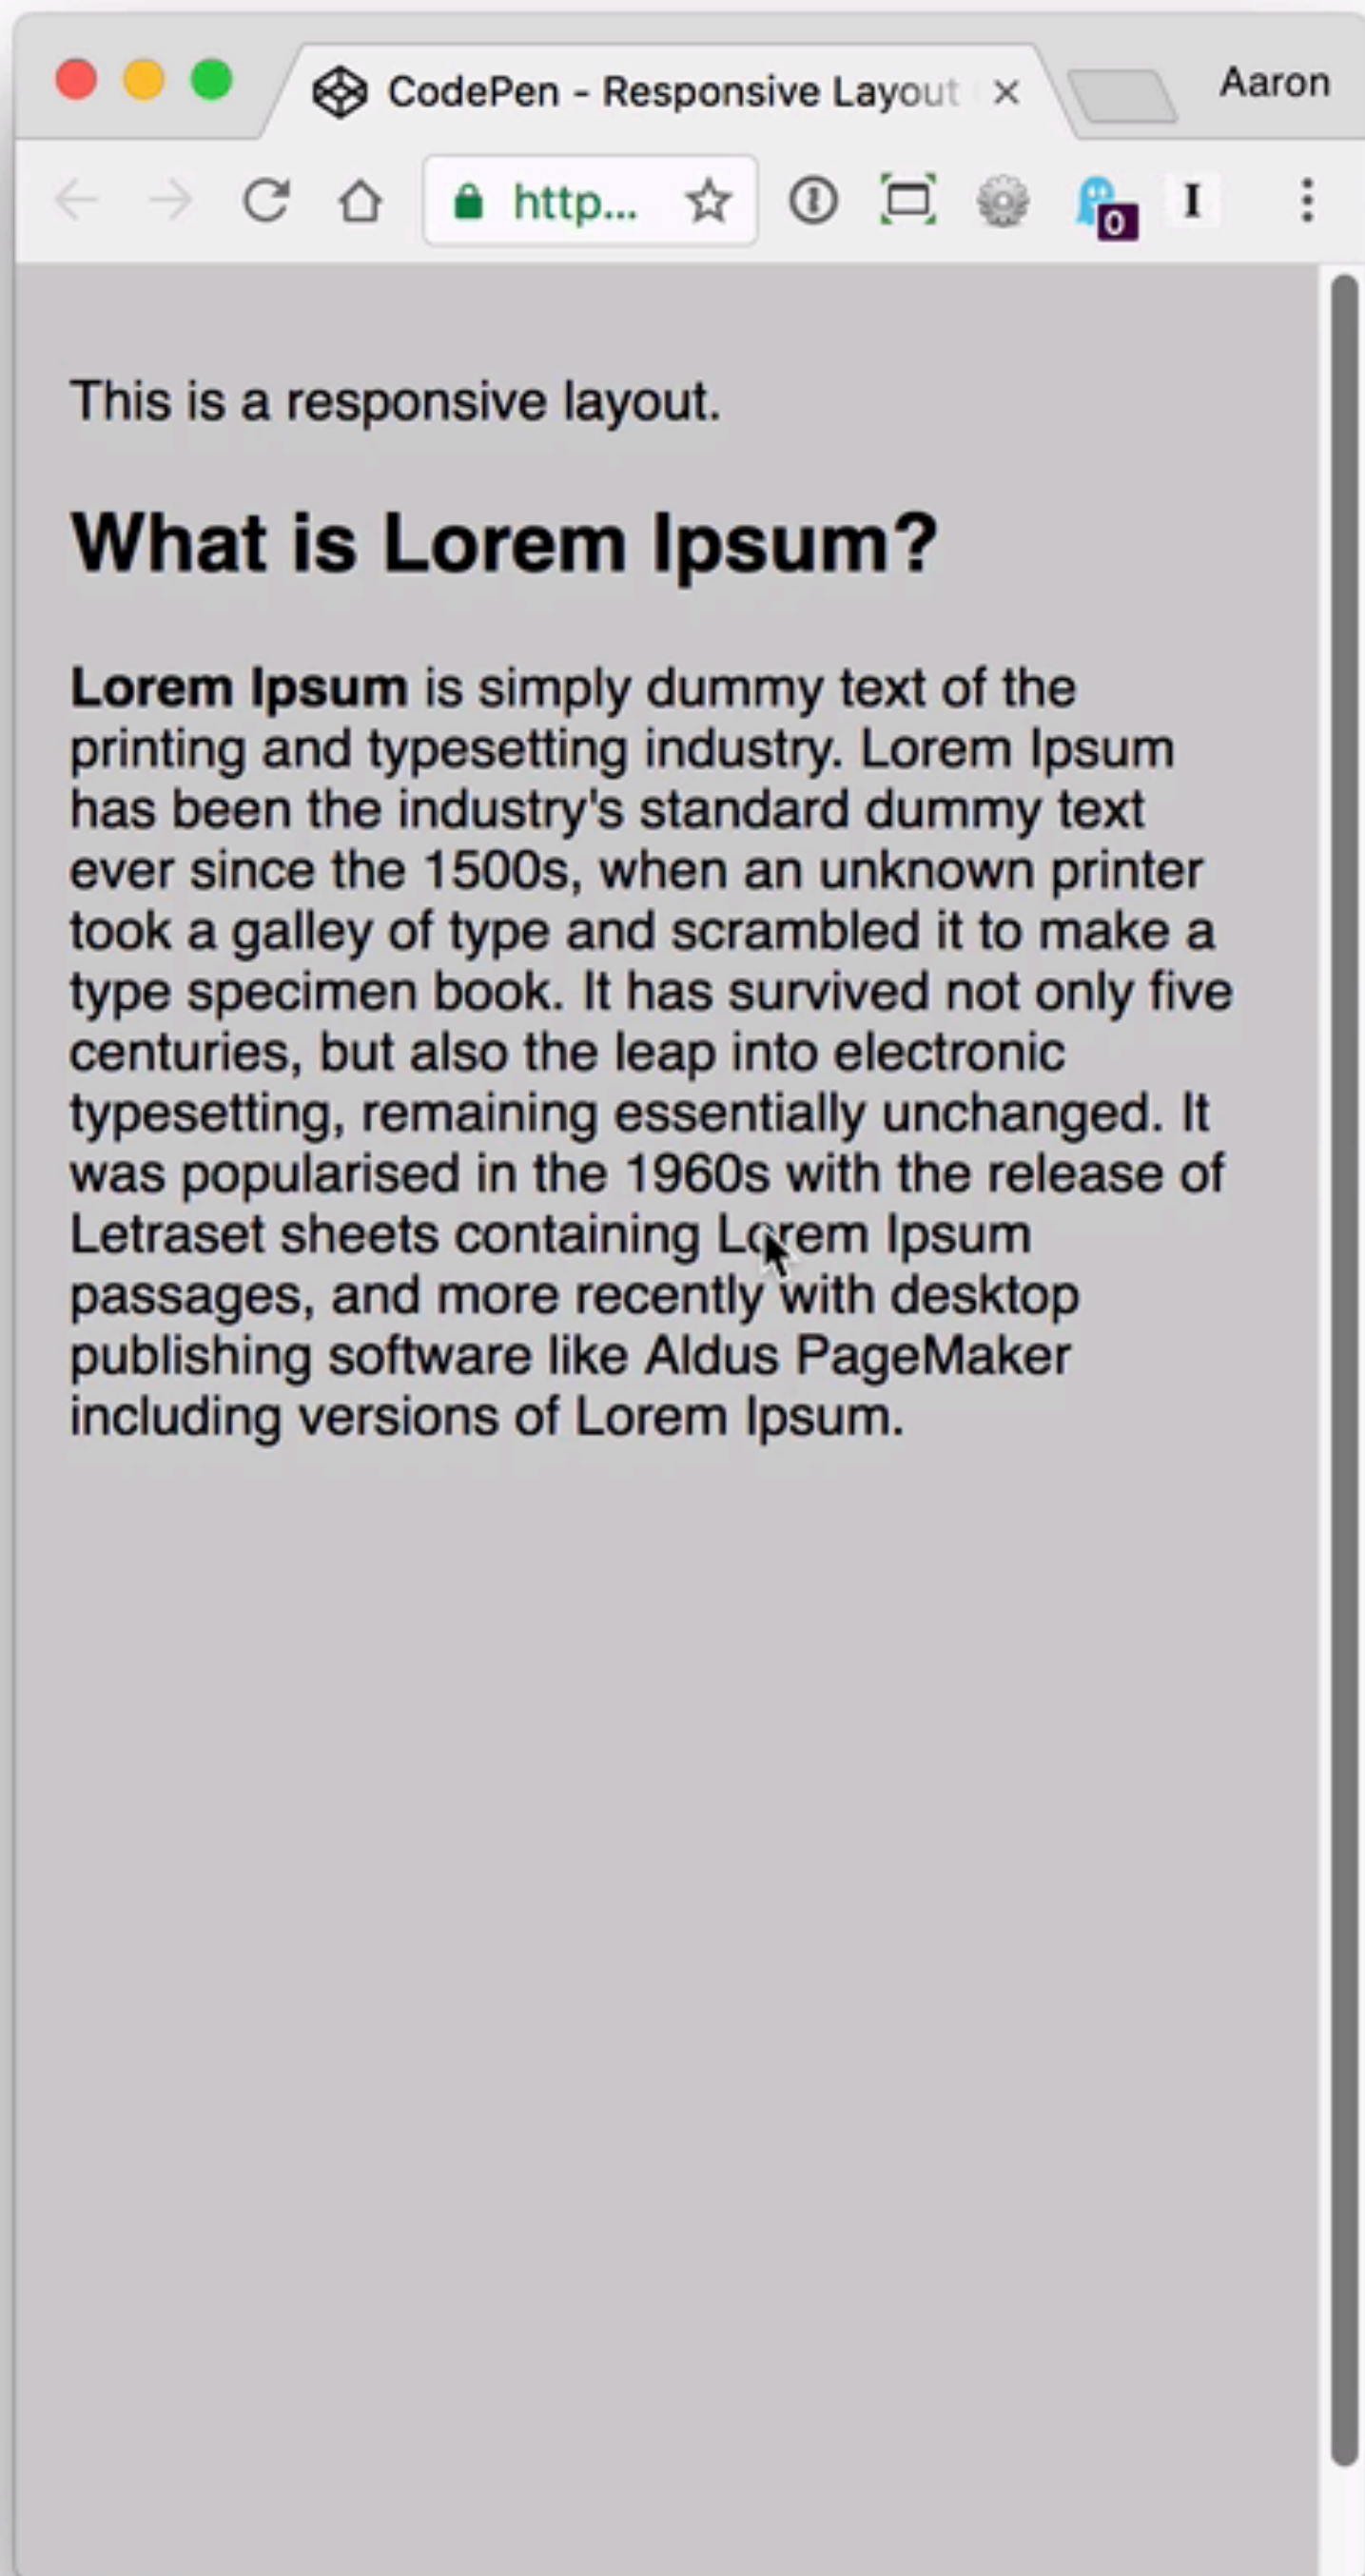 CodePen - Responsive Layout
Aaron
http...
0
I
This is a responsive layout.
What is Lorem Ipsum?
Lorem Ipsum is simply dummy text of the
printing and typesetting industry. Lorem Ipsum
has been the industry's standard dummy text
ever since the 1500s, when an unknown printer
took a galley of type and scrambled it to make a
type specimen book. It has survived not only five
centuries, but also the leap into electronic
typesetting, remaining essentially unchanged. It
was popularised in the 1960s with the release of
Letraset sheets containing Lorem Ipsum
passages, and more recently with desktop
publishing software like Aldus PageMaker
including versions of Lorem Ipsum.